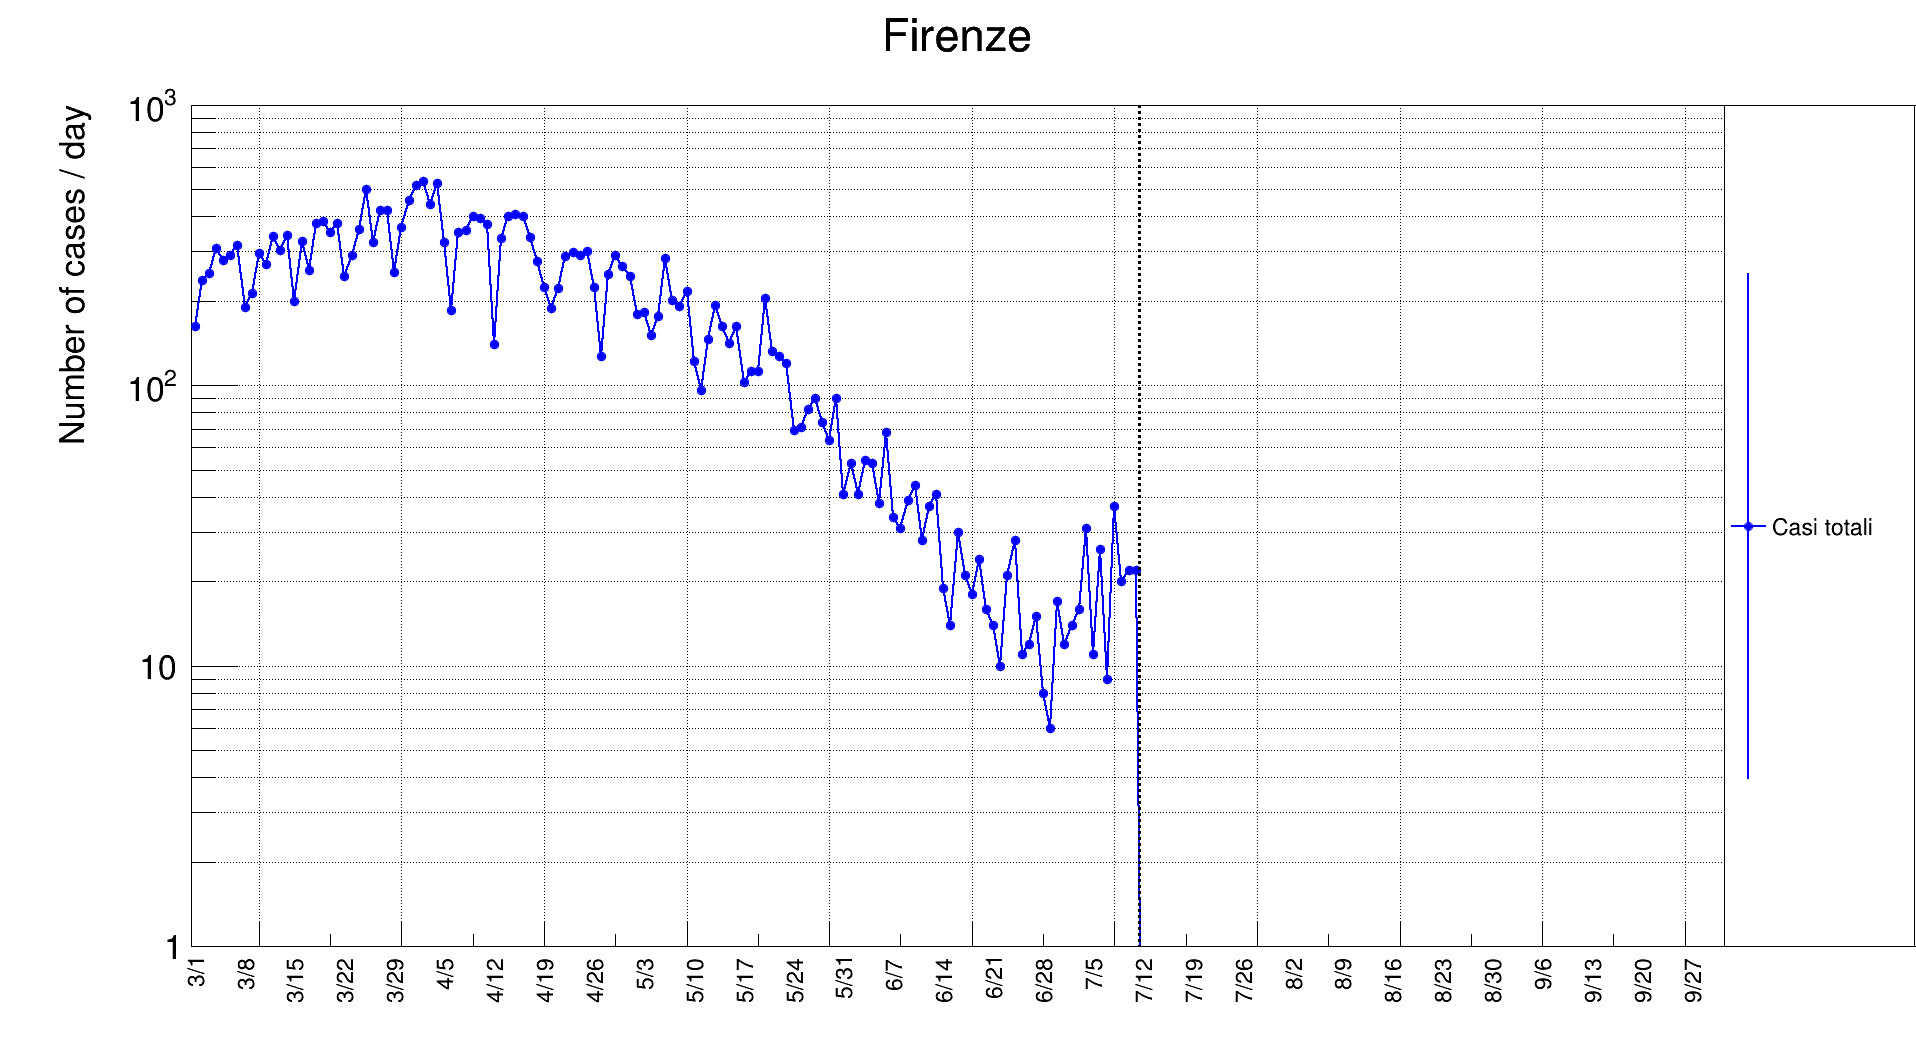 Firenze
Number of cases / day
10³
10²
10
1
3/1 3/8 3/15 3/22 3/29 4/5 4/12 4/19 4/26 5/3 5/10 5/17 5/24 5/31 6/7 6/14 6/21 6/28 7/5 7/12 7/19 7/26 8/2 8/9 8/16 8/23 8/30 9/6 9/13 9/20 9/27
Casi totali